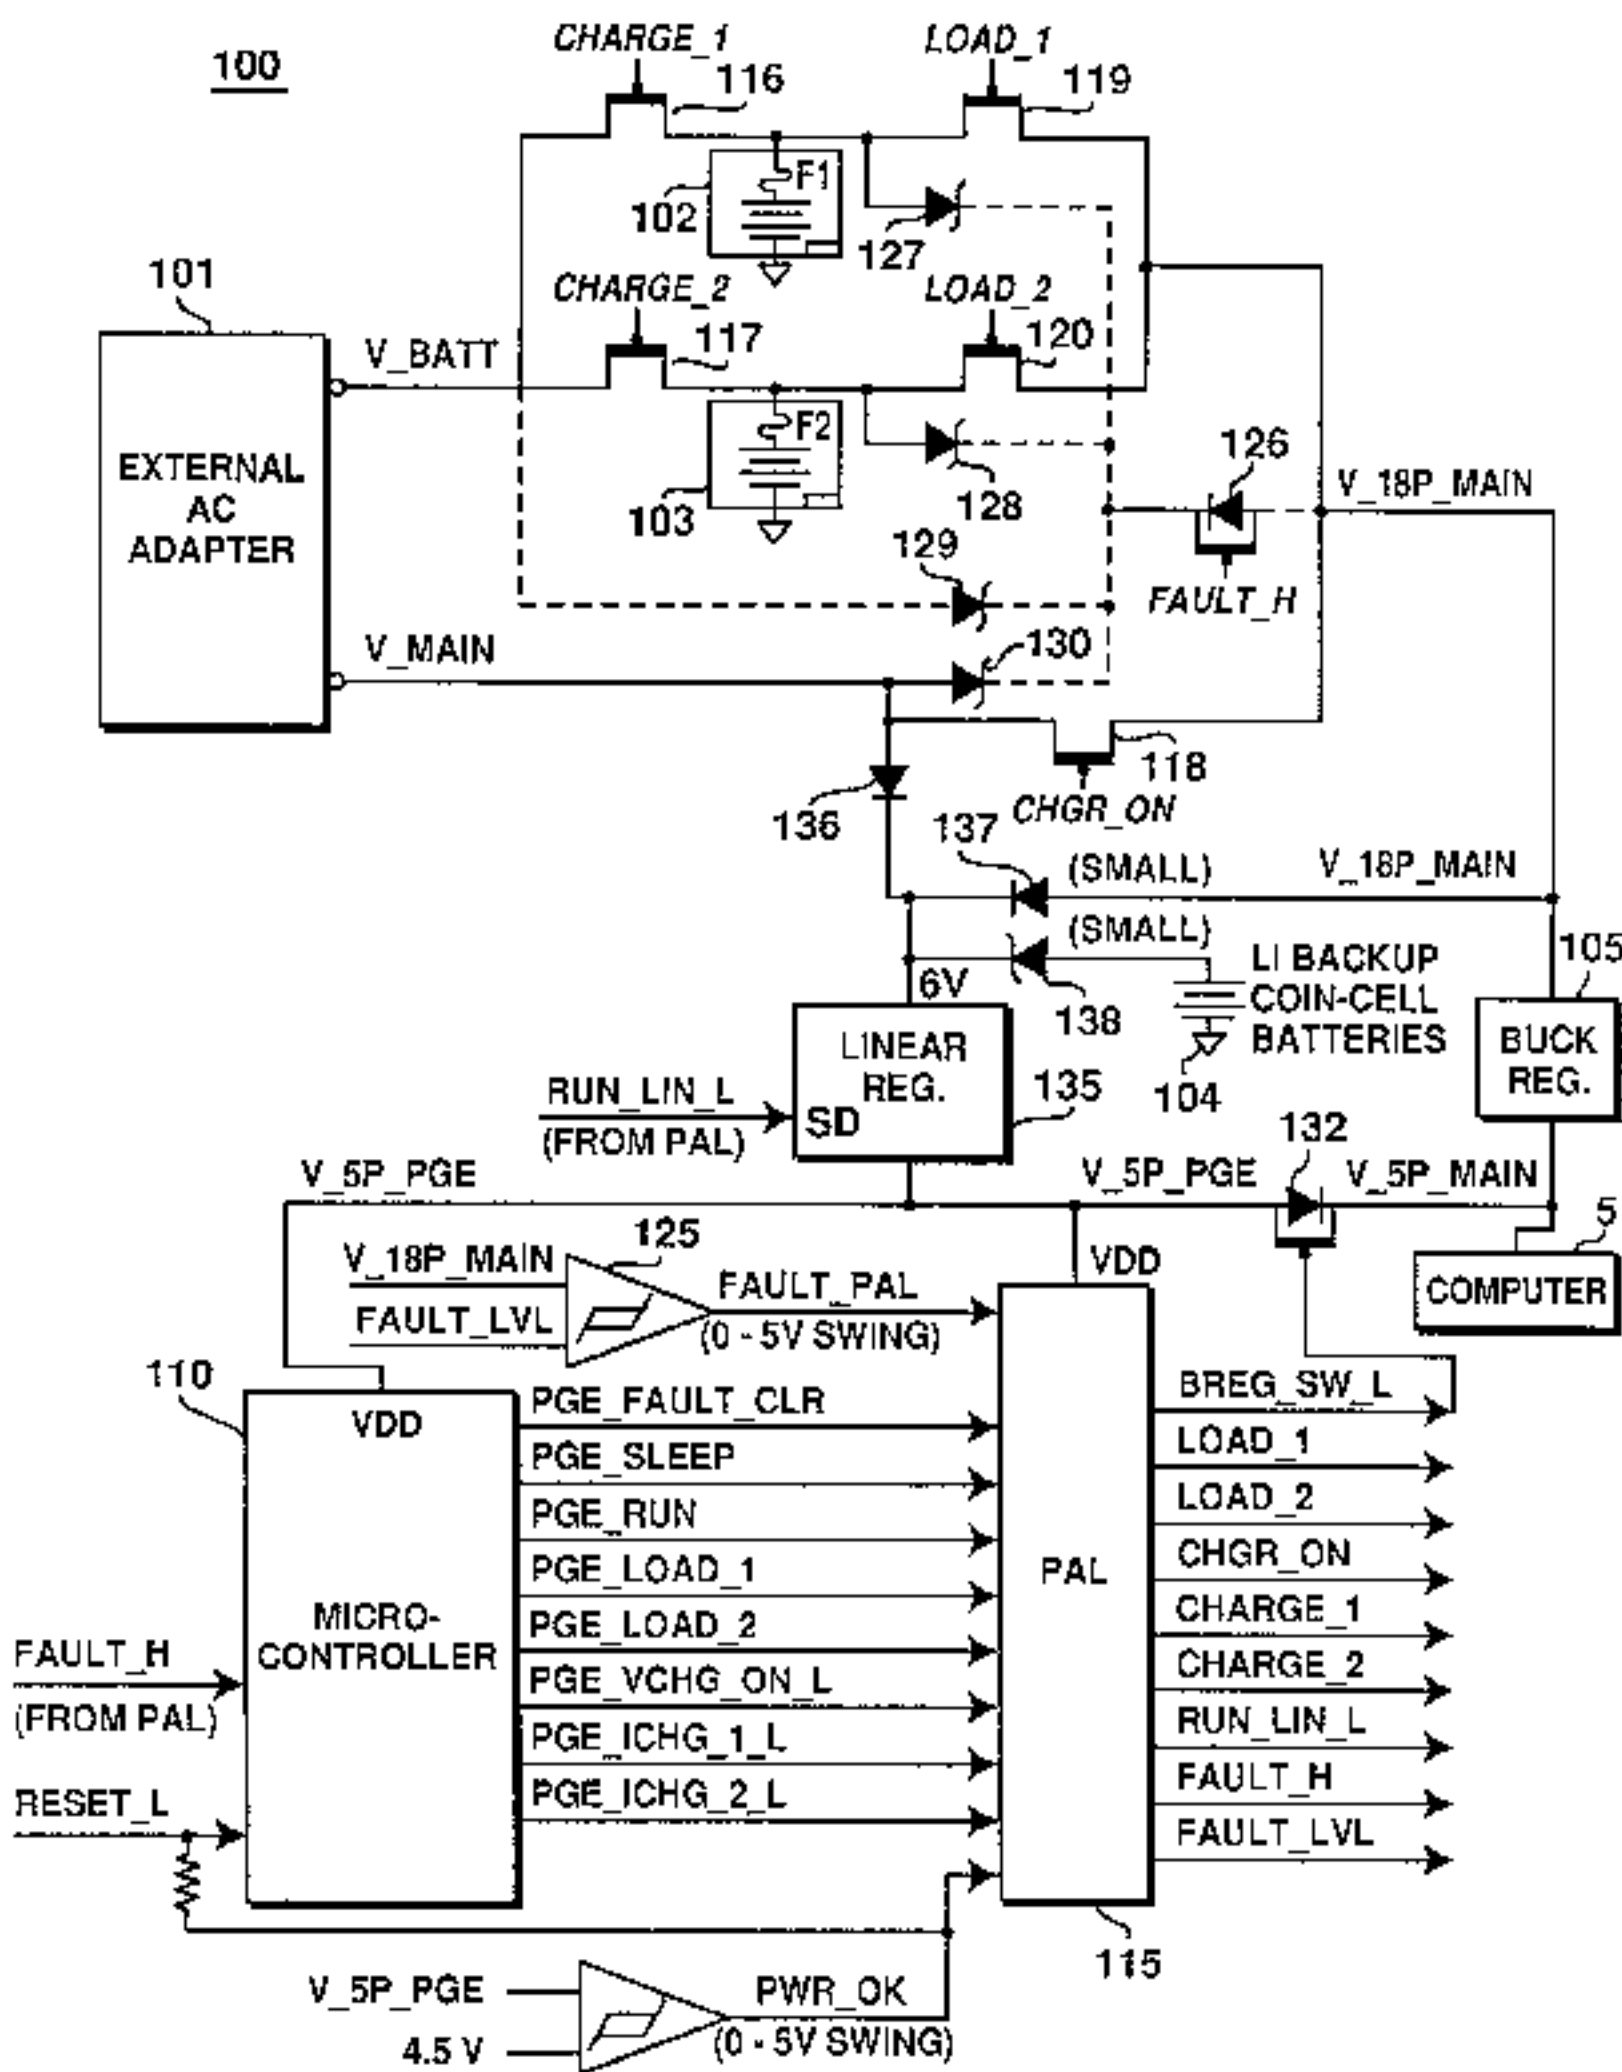 100
CHARGE_1
LOAD_1
116
119
F1
102
127
101
CHARGE_2
LOAD_2
117
120
V_BATT
F2
126
V_18P_MAIN
EXTERNAL
AC
ADAPTER
103
128
129
FAULT_H
V_MAIN
130
118
136
CHGR_ON
137
(SMALL)
V_18P_MAIN
(SMALL)
105
6V
138
LI BACKUP
COIN-CELL
BATTERIES
LINEAR
REG.
BUCK
REG.
RUN_LIN_L
(FROM PAL)
SD
135
104
132
V_5P_PGE
V_5P_PGE
V_5P_MAIN
5
125
V_18P_MAIN
VDD
FAULT_PAL
(0 - 5V SWING)
COMPUTER
FAULT_LVL
110
BREG_SW_L
VDD
PGE_FAULT_CLR
LOAD_1
PGE_SLEEP
LOAD_2
PGE_RUN
CHGR_ON
PGE_LOAD_1
PAL
CHARGE_1
MICRO-
CONTROLLER
PGE_LOAD_2
CHARGE_2
FAULT_H
(FROM PAL)
PGE_VCHG_ON_L
RUN_LIN_L
PGE_ICHG_1_L
FAULT_H
RESET_L
PGE_ICHG_2_L
FAULT_LVL
115
V_5P_PGE
PWR_OK
(0 - 5V SWING)
4.5 V